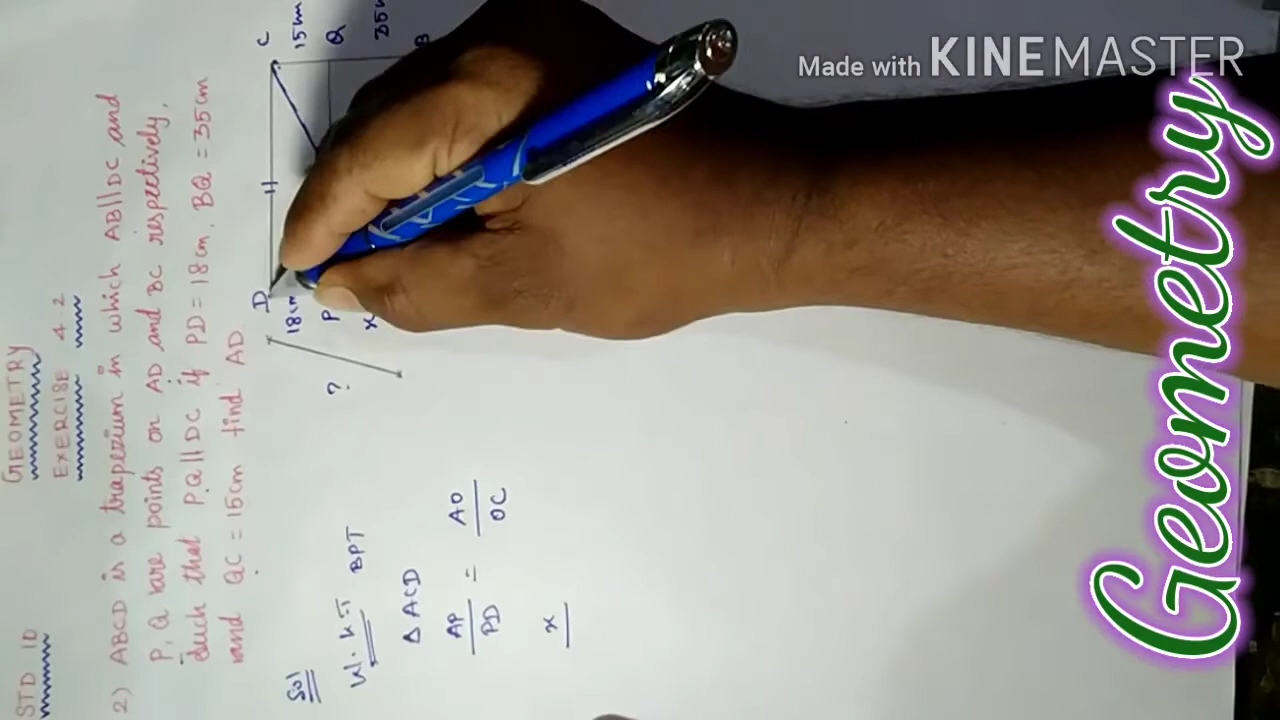 STD 10
GEOMETRY
EXERCISE 4.2
2) ABCD is a trapezium in which AB||DC and
P, Q are points on AD and BC respectively,
such that PQ||DC if PD = 18cm, BQ = 35cm
and QC = 15cm find AD
Sol
W.K.T BPT
Δ ACD
AP/PD = AO/OC
x
D
C
18cm
15cm
P
Q
x
35
B
?
Made with KINEMASTER
Geometry